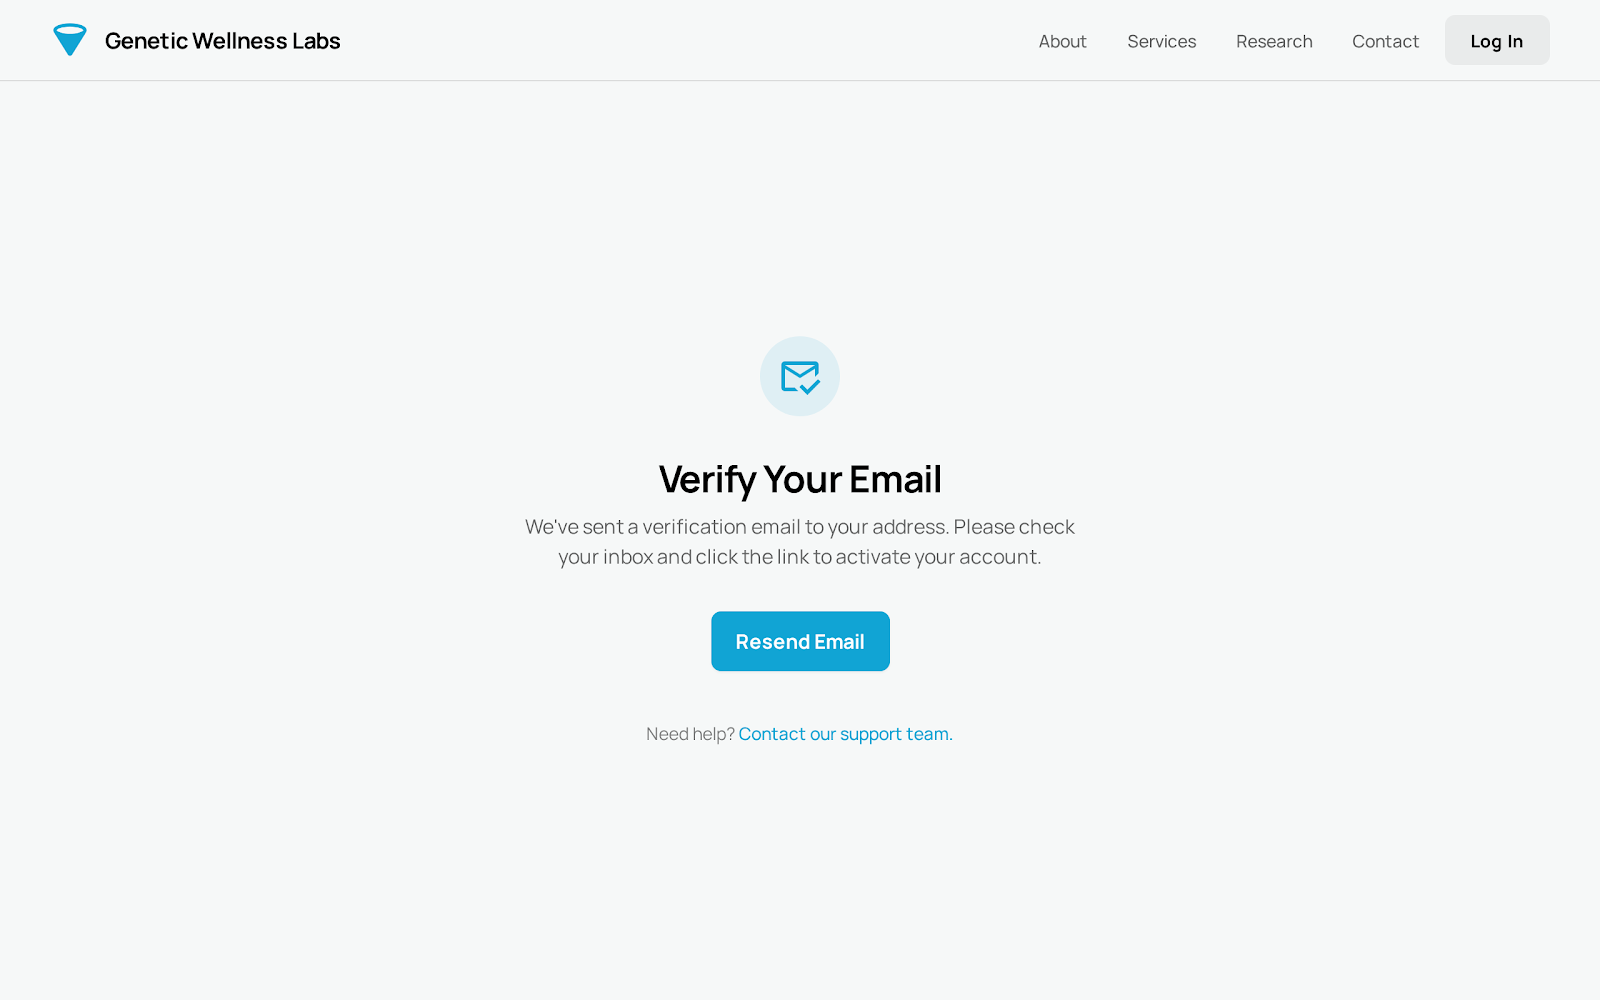 Genetic Wellness Labs
About
Services
Research
Contact
Log In
Verify Your Email
We've sent a verification email to your address. Please check
your inbox and click the link to activate your account.
Resend Email
Need help? Contact our support team.